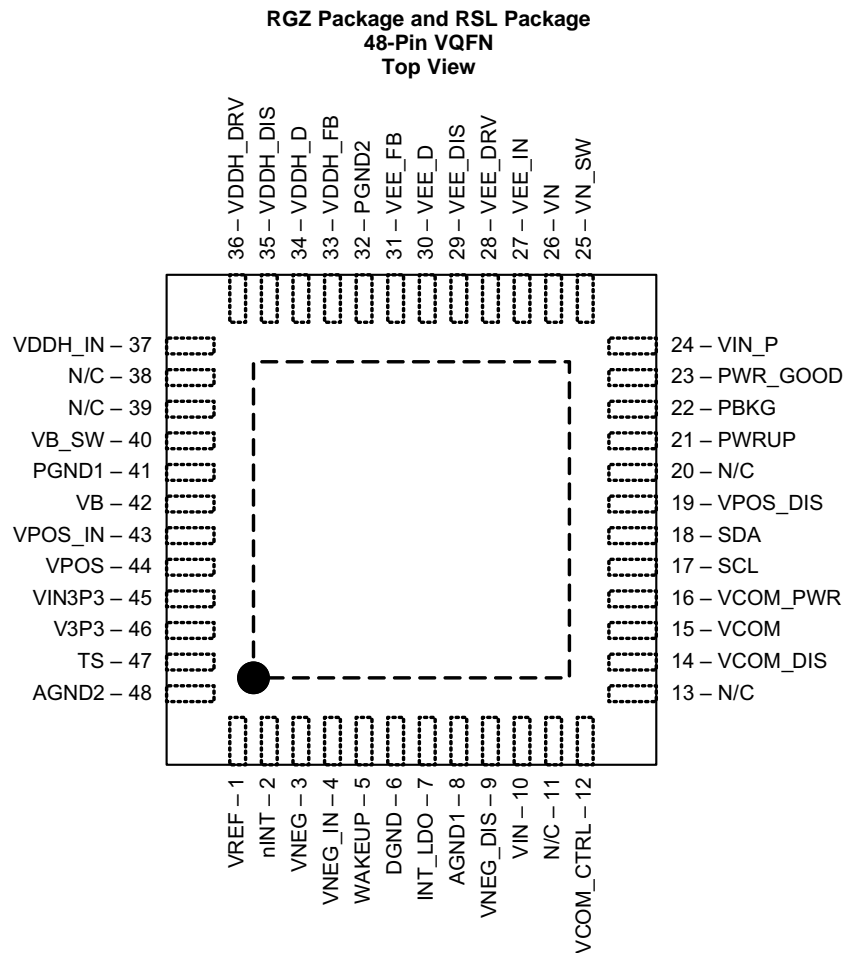 RGZ Package and RSL Package
48-Pin VQFN
Top View
36 – VDDH_DRV
35 – VDDH_DIS
34 – VDDH_D
33 – VDDH_FB
32 – PGND2
31 – VEE_FB
30 – VEE_D
29 – VEE_DIS
28 – VEE_DRV
27 – VEE_IN
26 – VN
25 – VN_SW
VDDH_IN – 37
N/C – 38
N/C – 39
VB_SW – 40
PGND1 – 41
VB – 42
VPOS_IN – 43
VPOS – 44
VIN3P3 – 45
V3P3 – 46
TS – 47
AGND2 – 48
24 – VIN_P
23 – PWR_GOOD
22 – PBKG
21 – PWRUP
20 – N/C
19 – VPOS_DIS
18 – SDA
17 – SCL
16 – VCOM_PWR
15 – VCOM
14 – VCOM_DIS
13 – N/C
VREF – 1
nINT – 2
VNEG – 3
VNEG_IN – 4
WAKEUP – 5
DGND – 6
INT_LDO – 7
AGND1 – 8
VNEG_DIS – 9
VIN – 10
N/C – 11
VCOM_CTRL – 12